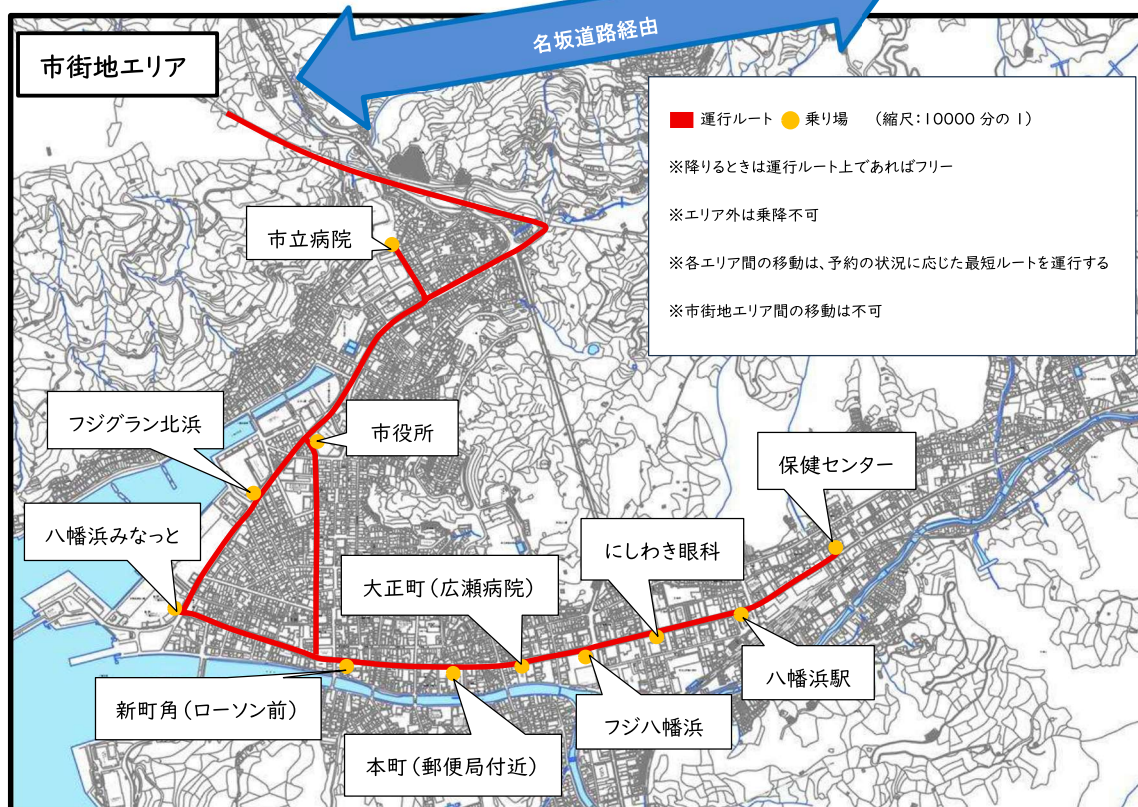 名坂道路経由
市街地エリア
運行ルート 乗り場 (縮尺:10000分の1)
※降りるときは運行ルート上であればフリー
※エリア外は乗降不可
※各エリア間の移動は、予約の状況に応じた最短ルートを運行する
※市街地エリア間の移動は不可
市立病院
フジグラン北浜
市役所
保健センター
八幡浜みなっと
にしわき眼科
大正町(広瀬病院)
八幡浜駅
新町角(ローソン前)
フジ八幡浜
本町(郵便局付近)